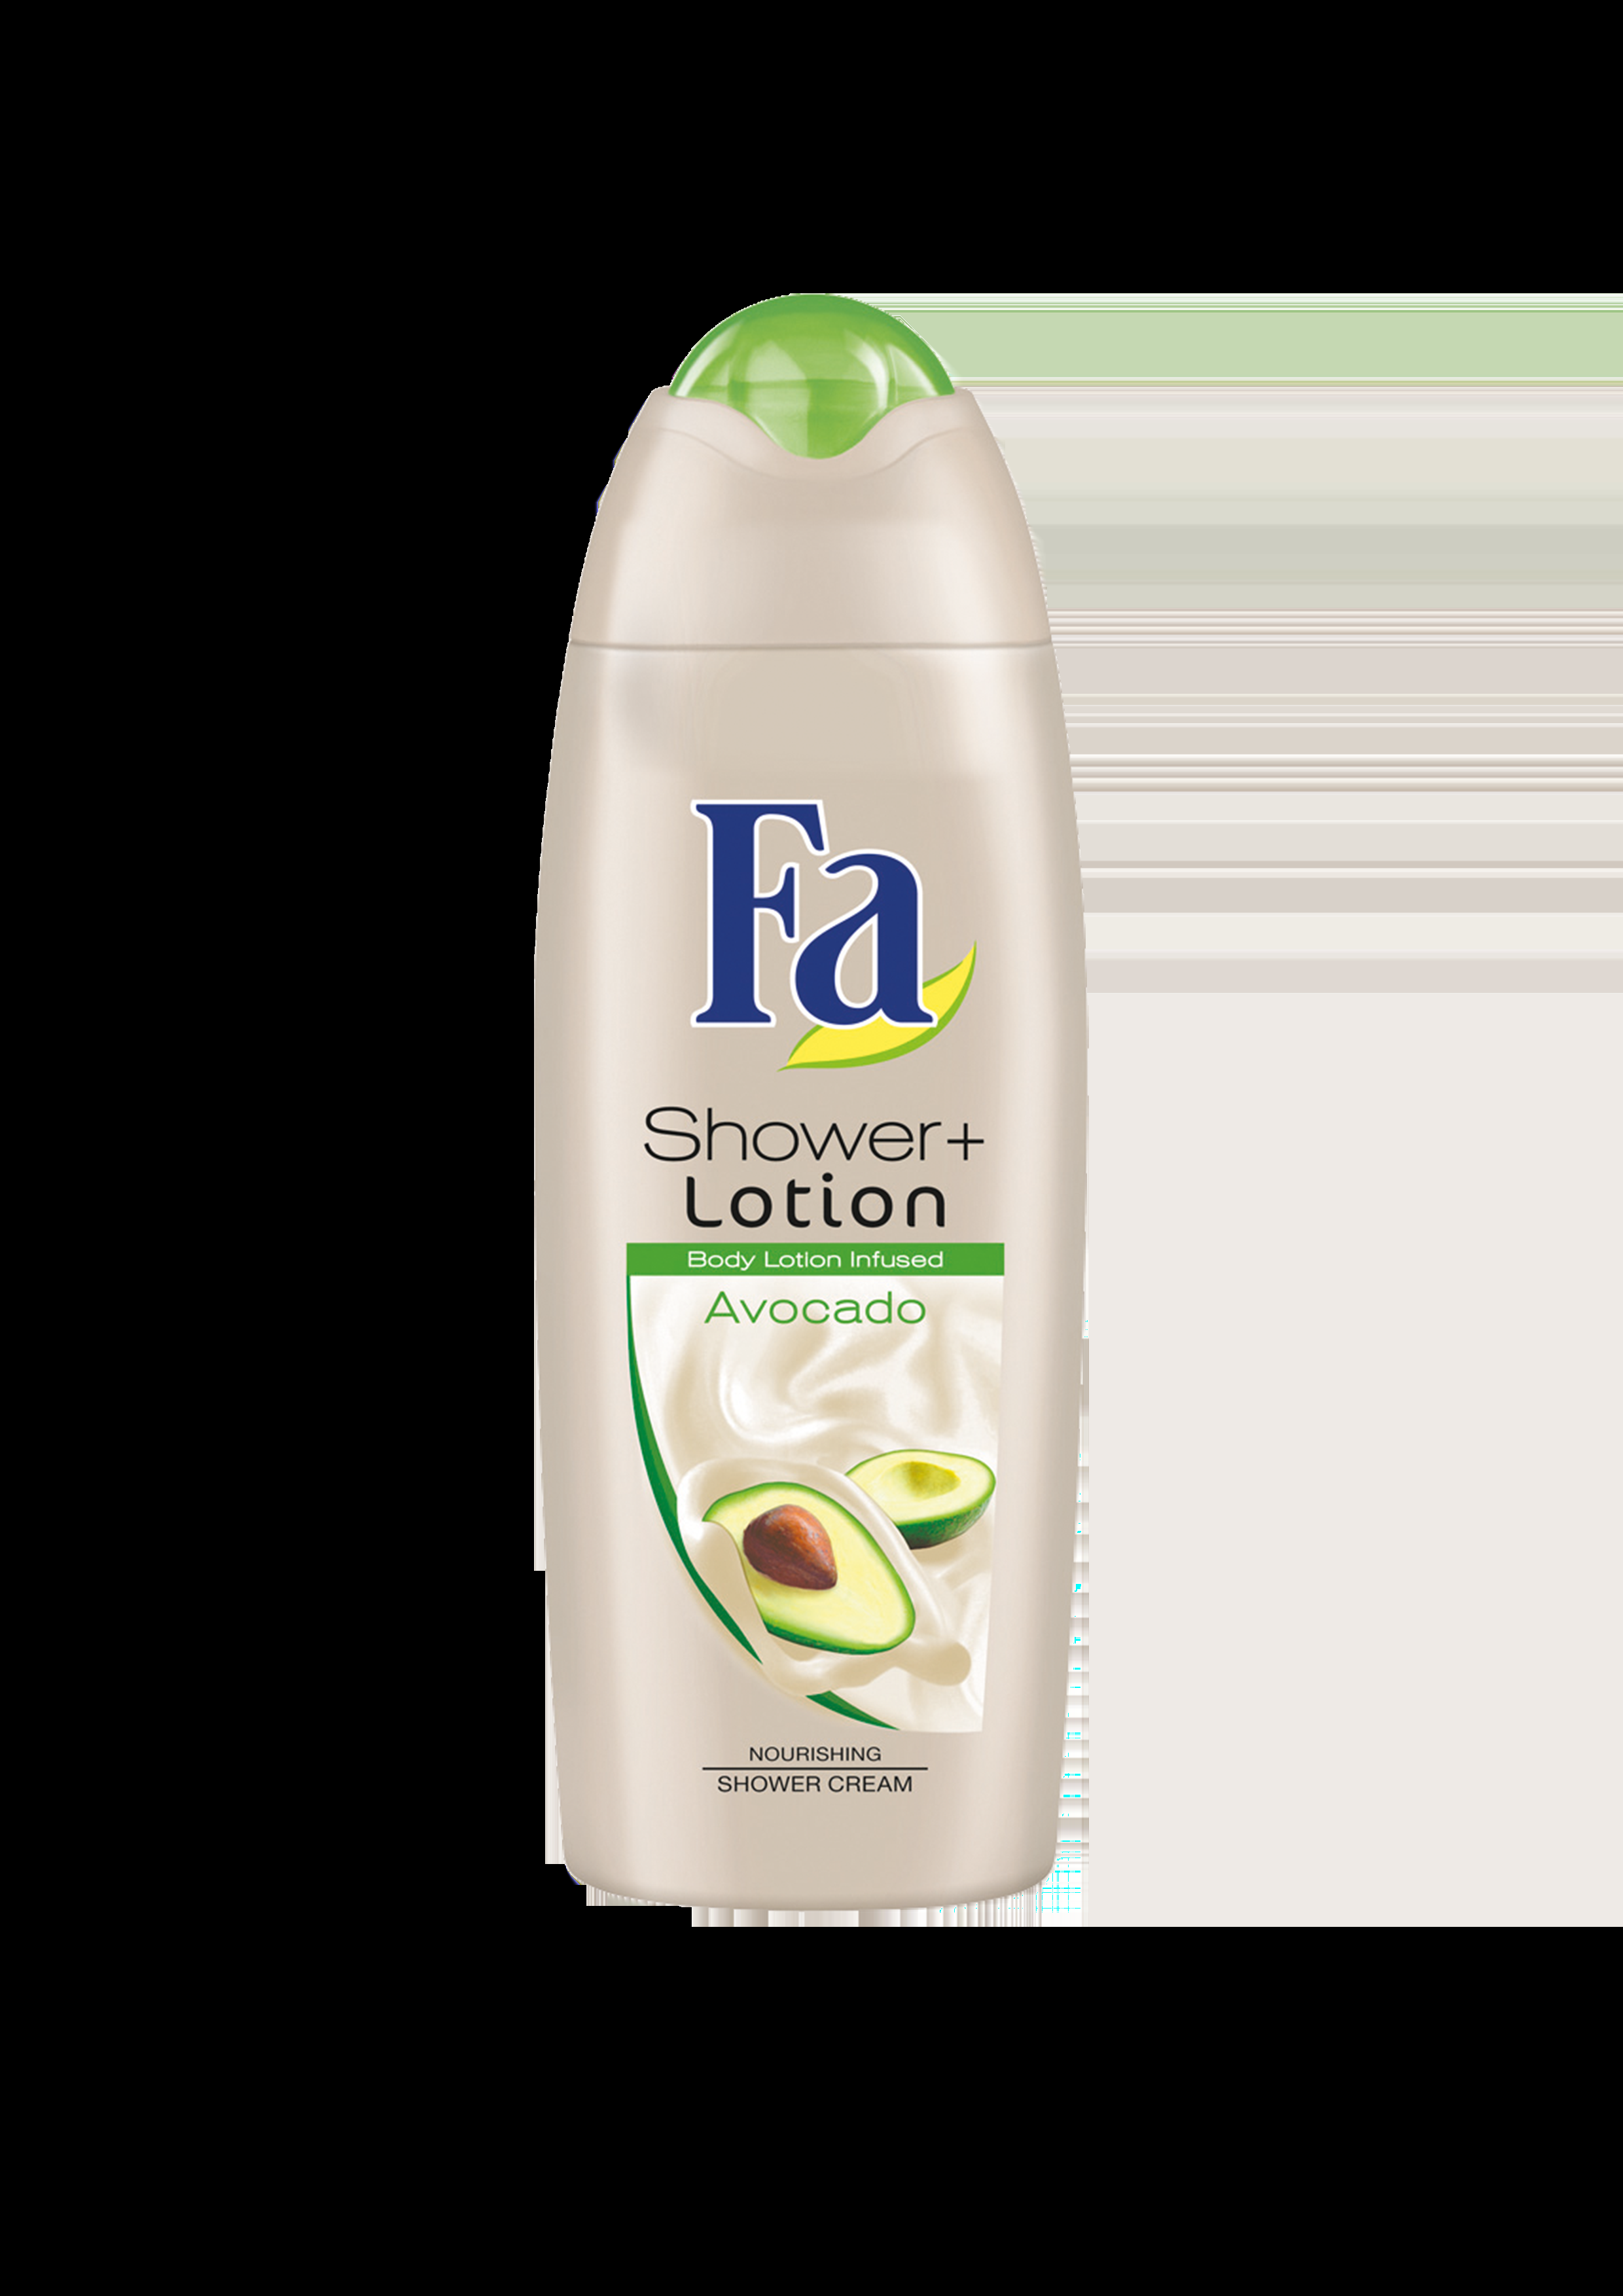 Fa
Shower+
Lotion
Body Lotion Infused
Avocado
NOURISHING
SHOWER CREAM